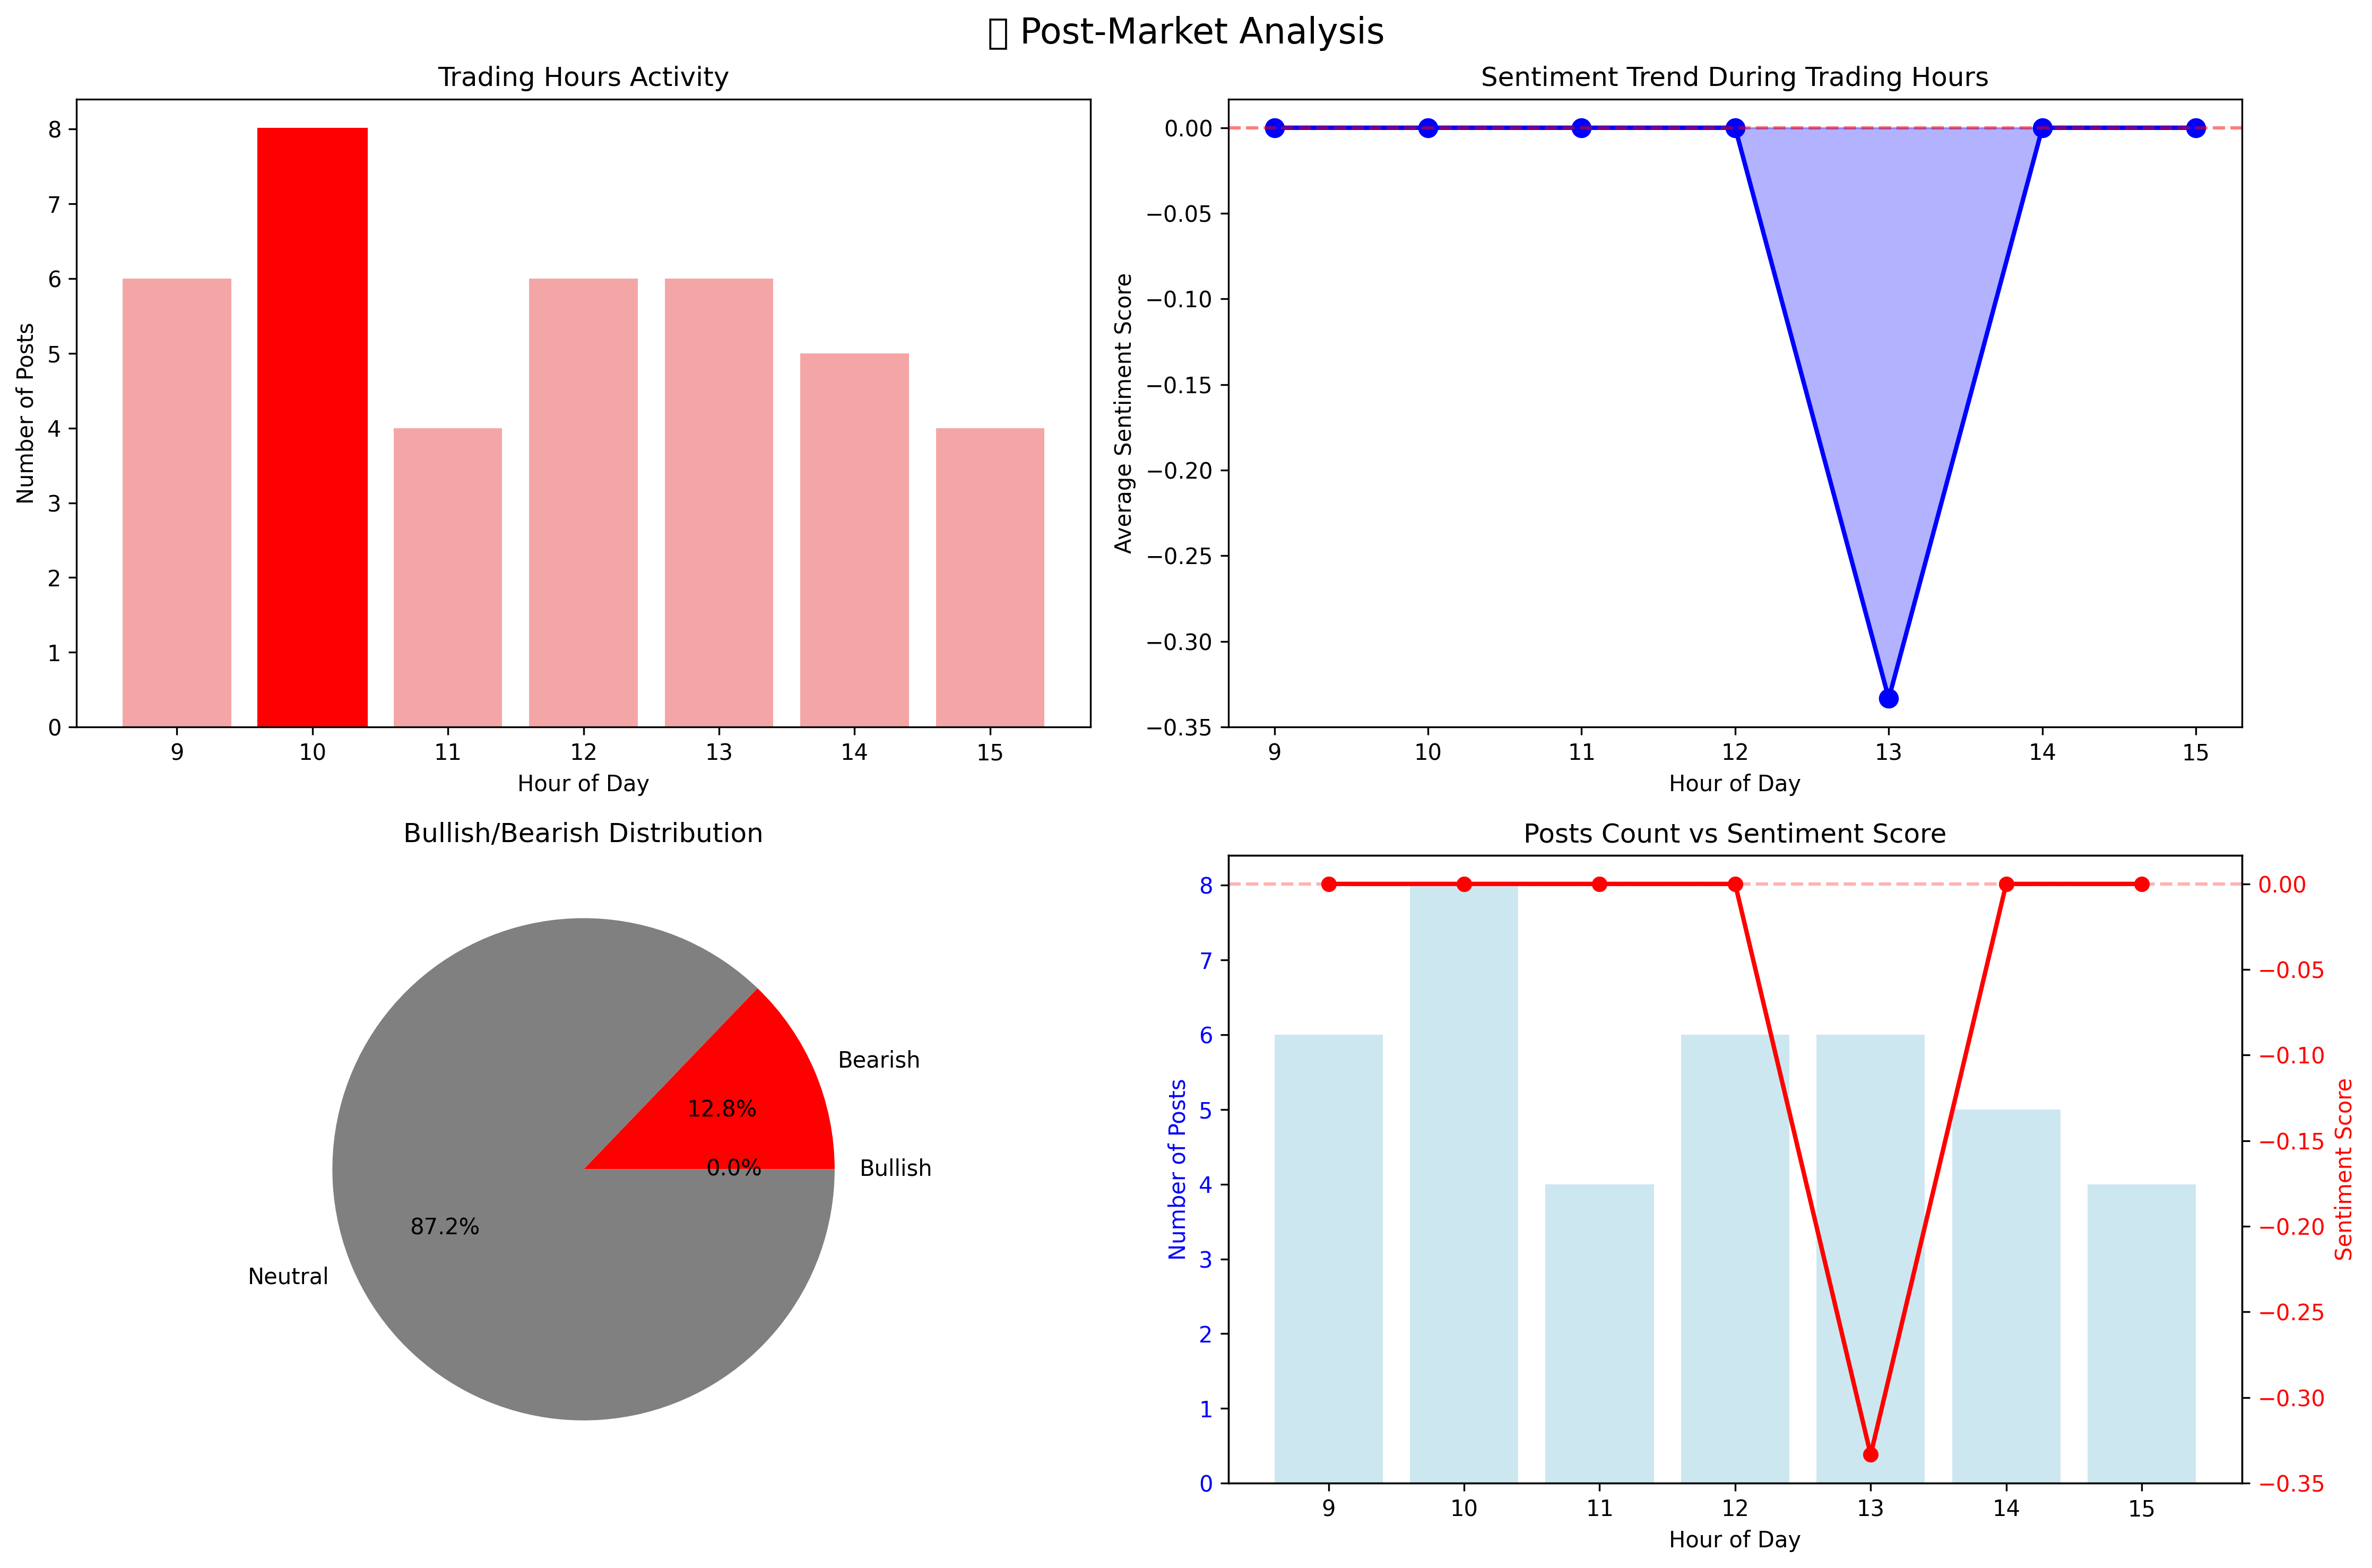 ▯ Post-Market Analysis
Trading Hours Activity
Number of Posts
8
7
6
5
4
3
2
1
0
9 10 11 12 13 14 15
Hour of Day
Sentiment Trend During Trading Hours
Average Sentiment Score
0.00
−0.05
−0.10
−0.15
−0.20
−0.25
−0.30
−0.35
9 10 11 12 13 14 15
Hour of Day
Bullish/Bearish Distribution
Bearish
12.8%
0.0%
Bullish
87.2%
Neutral
Posts Count vs Sentiment Score
Number of Posts
8
7
6
5
4
3
2
1
0
9 10 11 12 13 14 15
Hour of Day
0.00
−0.05
−0.10
−0.15
−0.20
−0.25
−0.30
−0.35
Sentiment Score